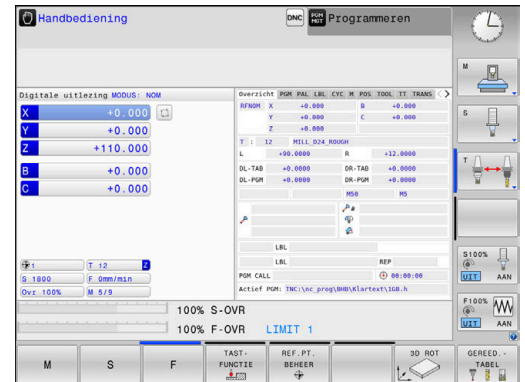 Handbediening
DNC
PGM MDT
Programmeren
Digitale uitlezing MODUS: NOM
X +0.000
Y +0.000
Z +110.000
B +0.000
C +0.000
1
T 12
Z
S 1800
F 0mm/min
Ovr 100%
M 5/9
Overzicht PGM PAL LBL CYC M POS TOOL TT TRANS
RFNOM X +0.000 B +0.000
Y +0.000 C +0.000
Z +0.000
T : 12 MILL_D24_ROUGH
L +90.0000 R +12.0000
DL-TAB +0.0000 DR-TAB +0.0000
DL-PGM +0.0000 DR-PGM +0.0000
M50 M5
LBL
LBL REP
PGM CALL 00:00:00
Actief PGM: TNC:\nc_prog\BHB\Klartext\1GB.h
100% S-OVR
100% F-OVR LIMIT 1
M
S
T
S100%
UIT AAN
F100%
UIT AAN
M
S
F
TAST-
FUNCTIE
REF.PT.
BEHEER
3D ROT
GEREED.-
TABEL